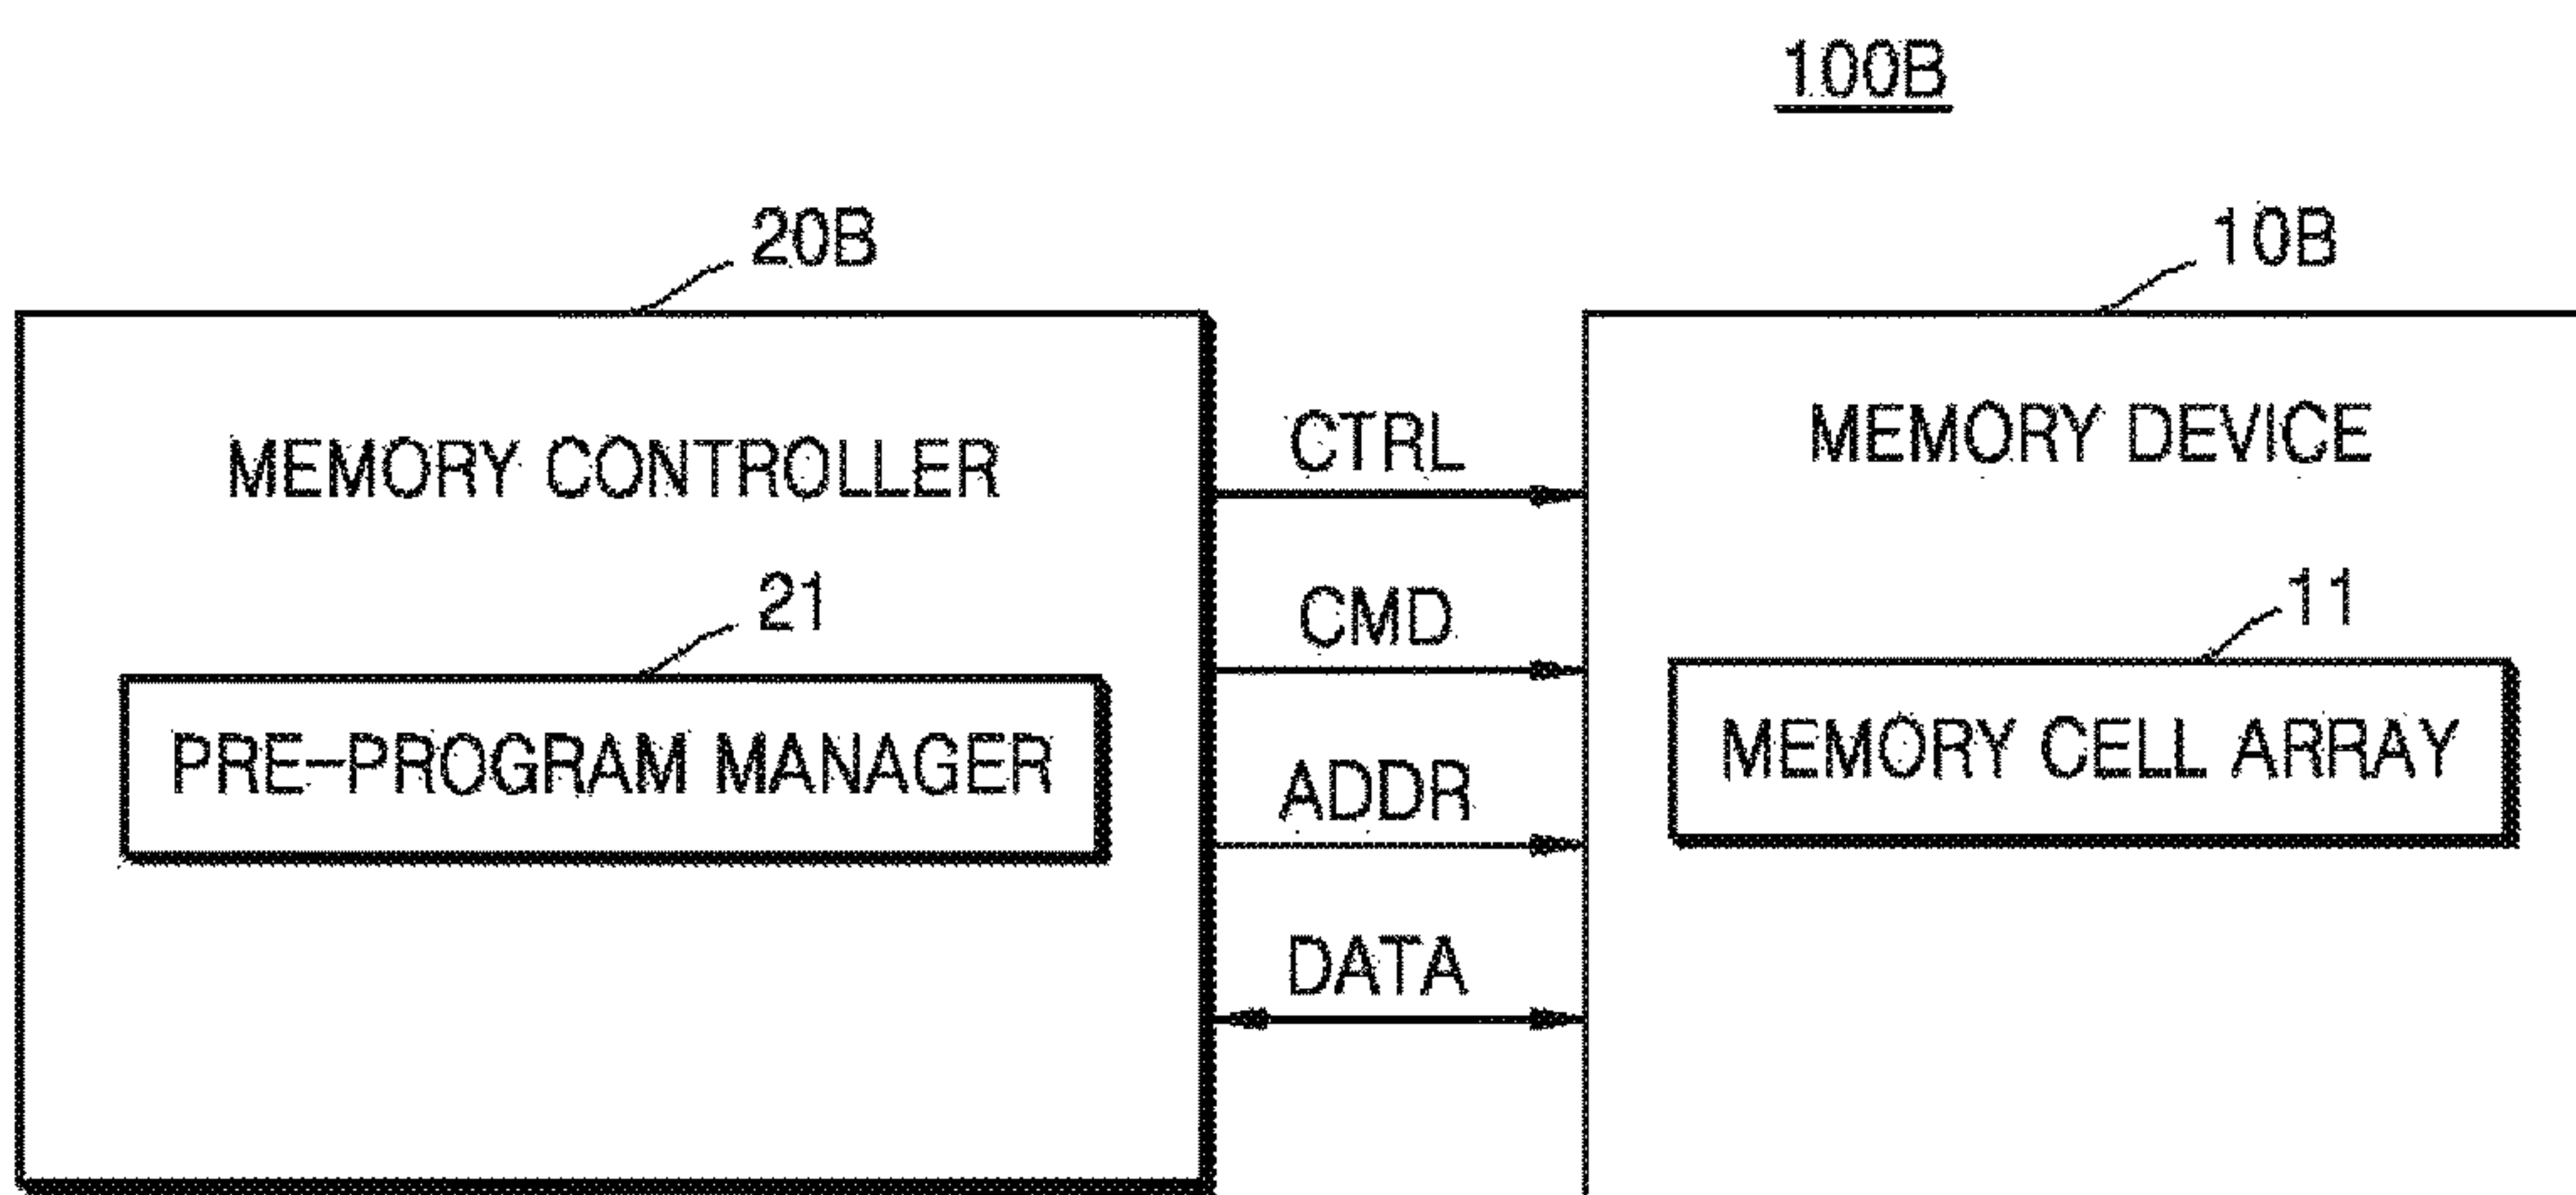 100B
20B
10B
MEMORY CONTROLLER
CTRL
MEMORY DEVICE
21
CMD
11
PRE-PROGRAM MANAGER
ADDR
MEMORY CELL ARRAY
DATA